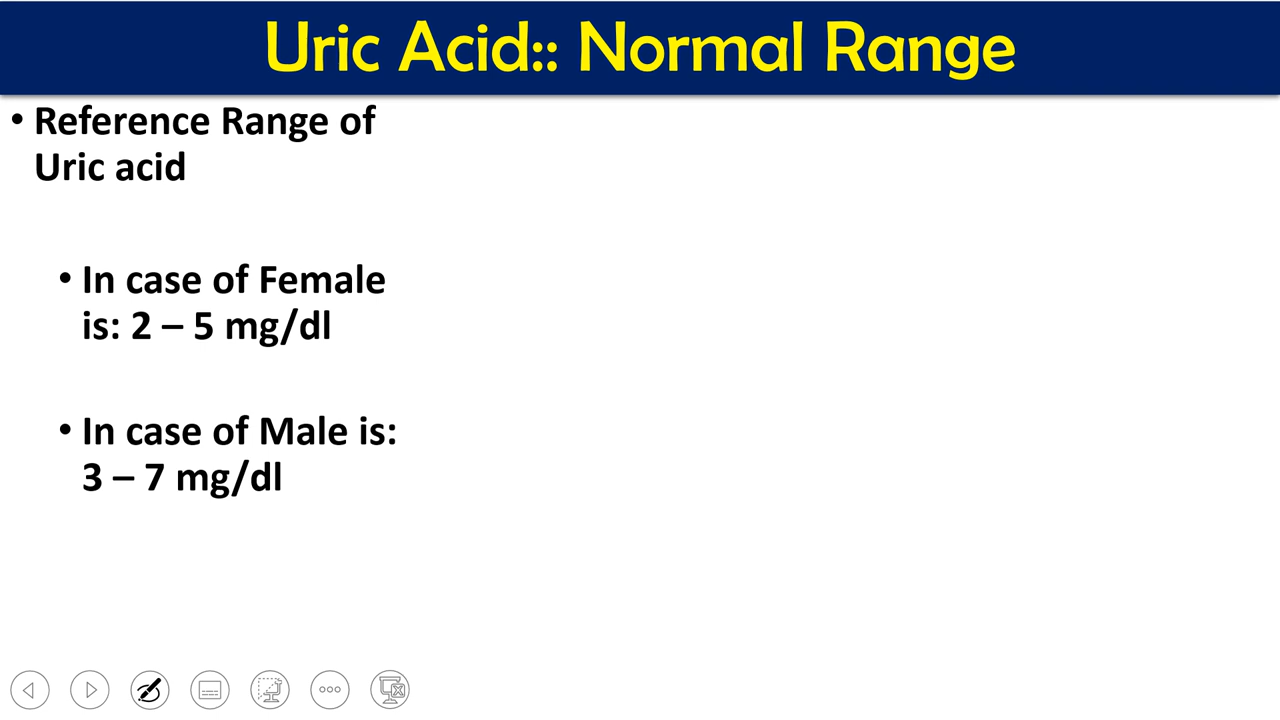 Uric Acid:: Normal Range
• Reference Range of
Uric acid
• In case of Female
is: 2 – 5 mg/dl
• In case of Male is:
3 – 7 mg/dl